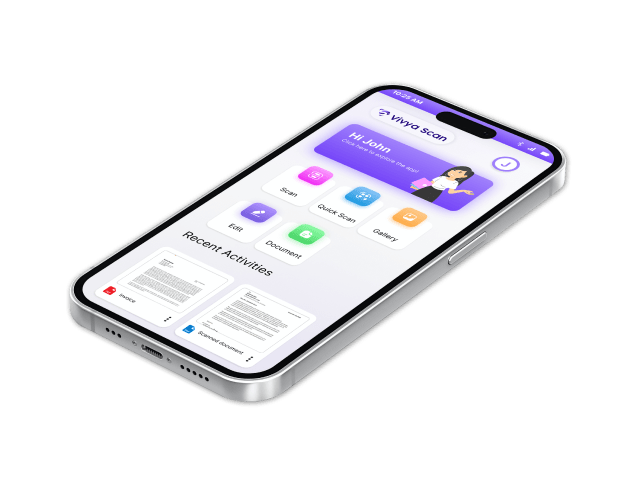 10:25 AM
Vivya Scan
J
Hi John
Click here to explore the app!
Scan
Quick Scan
Gallery
Edit
Document
Recent Activities
Invoice
Scanned document